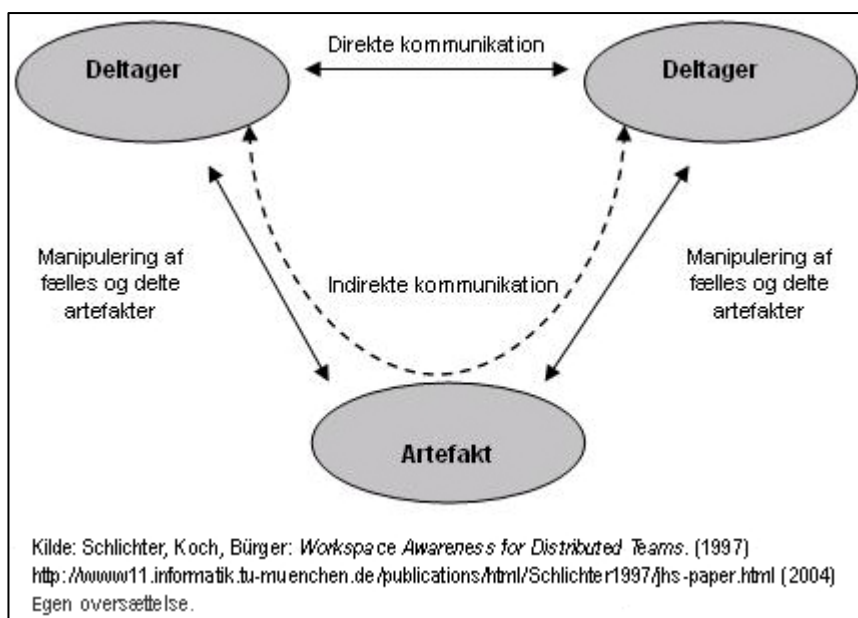 Direkte kommunikation
Deltager
Deltager
Manipulering af
fælles og delte
artefakter
Indirekte kommunikation
Manipulering af
fælles og delte
artefakter
Artefakt
Kilde: Schlichter, Koch, Bürger: Workspace Awareness for Distributed Teams. (1997)
http://wwww11.informatik.tu-muenchen.de/publications/html/Schlichter1997/jhs-paper.html (2004)
Egen oversættelse.